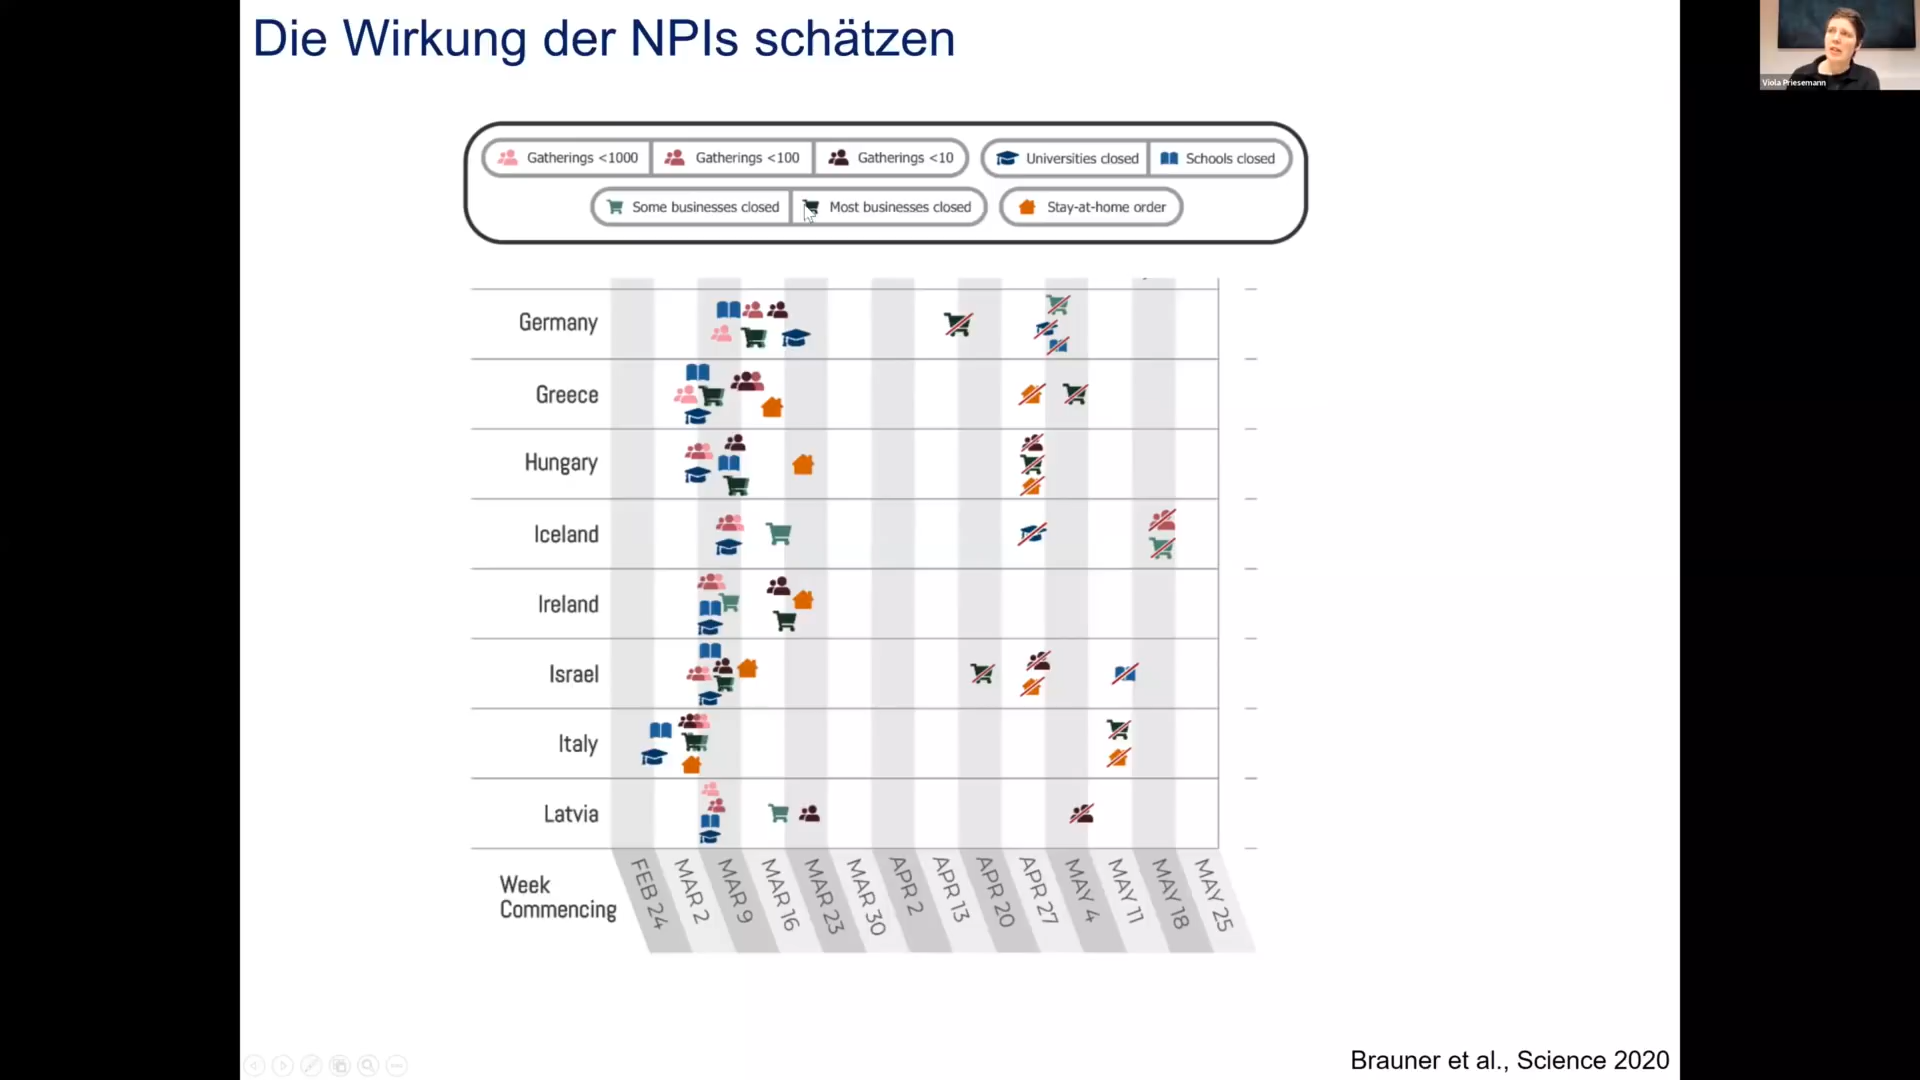 Die Wirkung der NPIs schätzen
Viola Priesemann
Gatherings <1000 Gatherings <100 Gatherings <10 Universities closed Schools closed
Some businesses closed Most businesses closed Stay-at-home order
Germany
Greece
Hungary
Iceland
Ireland
Israel
Italy
Latvia
Week
Commencing
FEB 24 MAR 2 MAR 9 MAR 16 MAR 23 MAR 30 APR 2 APR 13 APR 20 APR 27 MAY 4 MAY 11 MAY 18 MAY 25
Brauner et al., Science 2020